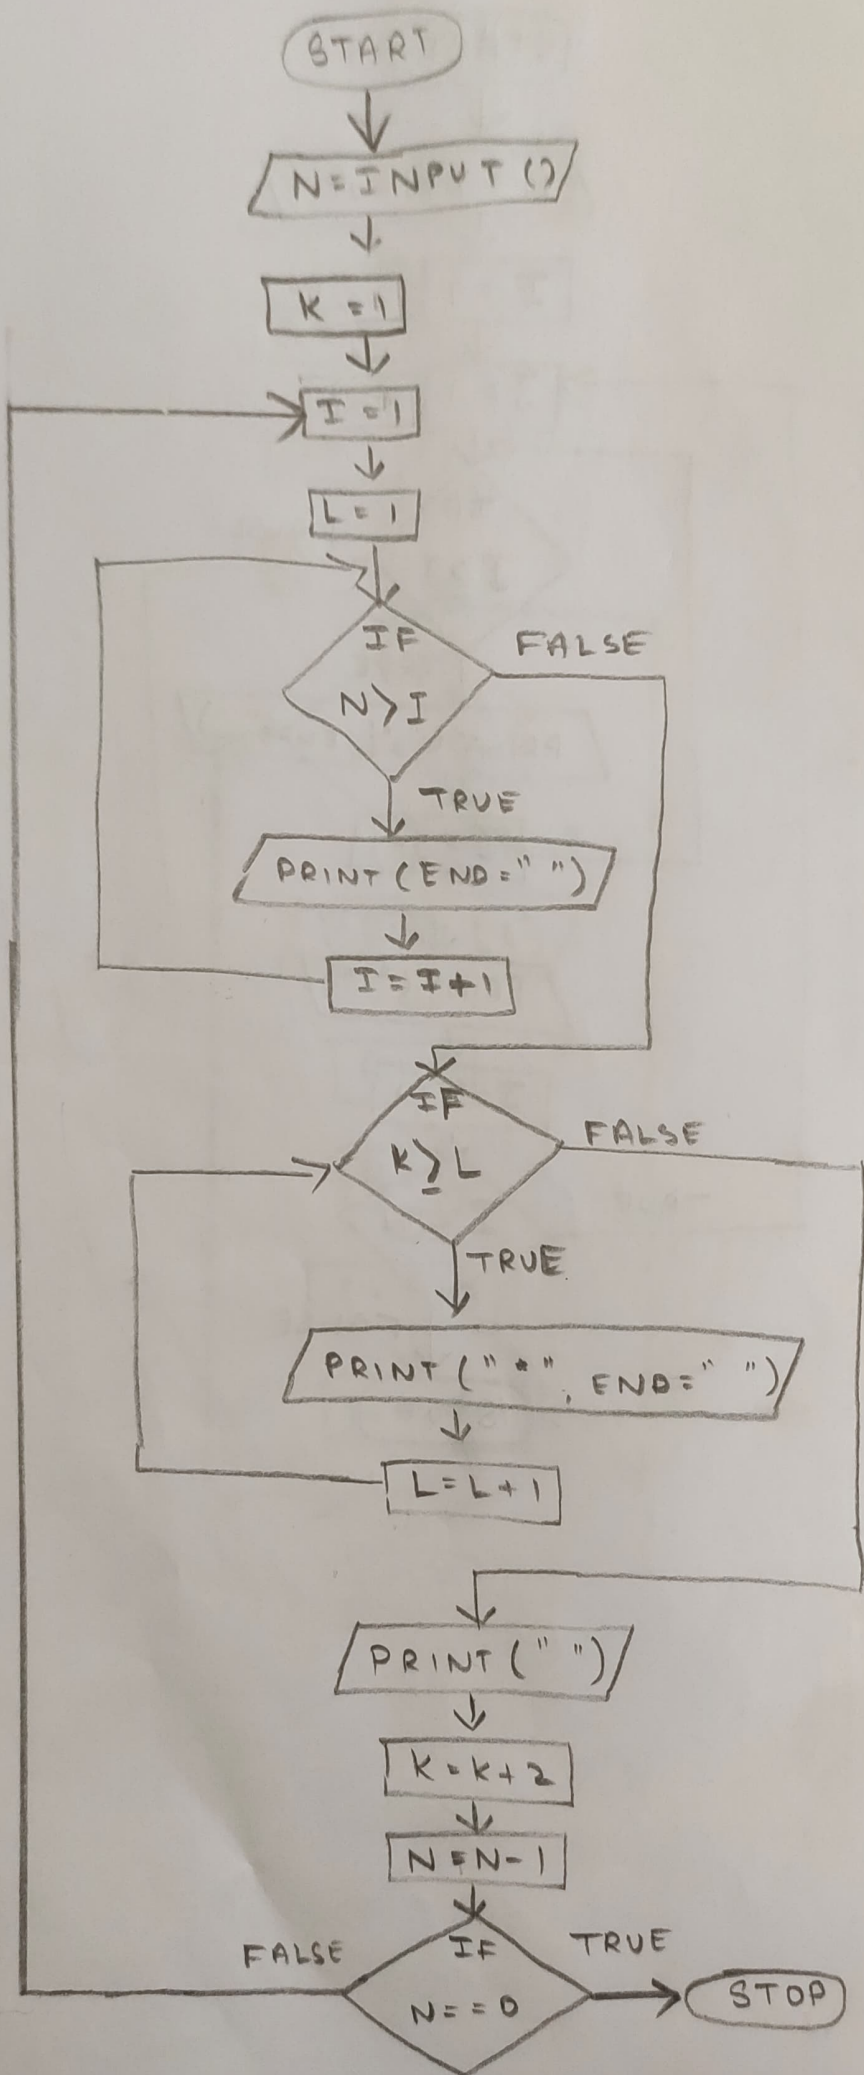 START
N=INPUT()
K=1
I=1
L=1
IF
N>I
FALSE
TRUE
PRINT(END=" ")
I=I+1
IF
K≥L
FALSE
TRUE
PRINT("*", END=" ")
L=L+1
PRINT(" ")
K=K+2
N=N-1
IF
N==0
FALSE
TRUE
STOP